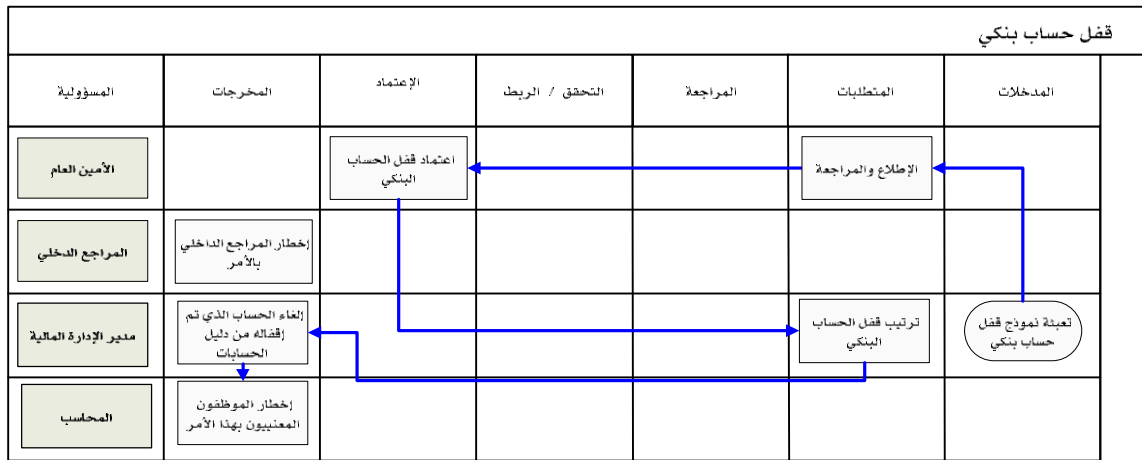 قفل حساب بنكي
المدخلات
المتطلبات
المراجعة
التحقق / الربط
الإعتماد
المخرجات
المسؤولية
الإطلاع والمراجعة
اعتماد قفل الحساب
البنكي
الأمين العام
إخطار المراجع الداخلي
بالأمر
المراجع الدخلي
تعبئة نموذج قفل
حساب بنكي
ترتيب قفل الحساب
البنكي
إلغاء الحساب الذي تم
إقفاله من دليل
الحسابات
مدير الإدارة المالية
إخطار الموظفون
المعنييون بهذا الأمر
المحاسب